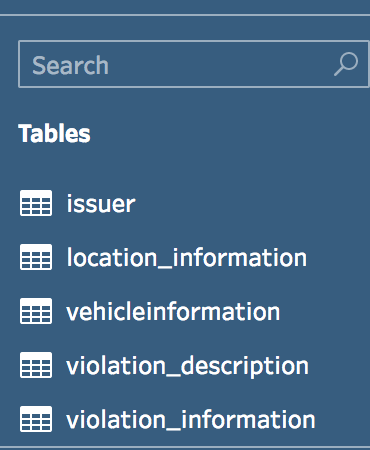 Search
Tables
issuer
location_information
vehicleinformation
violation_description
violation_information